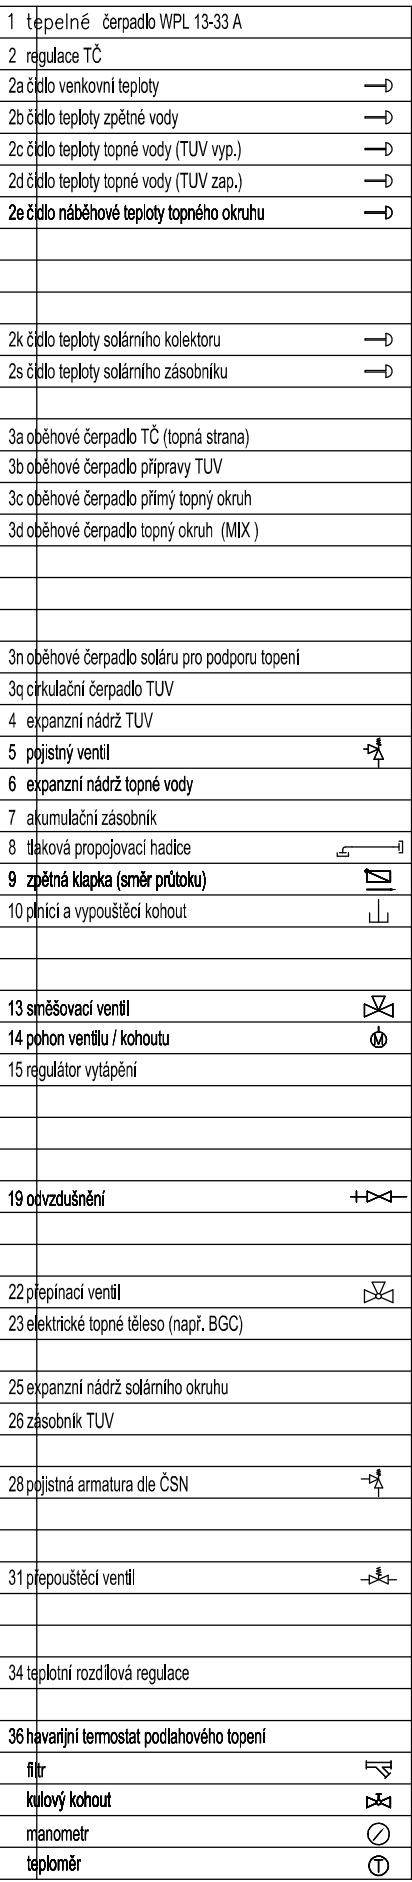 1 tepelné čerpadlo WPL 13-33 A
2 regulace TČ
2a čidlo venkovní teploty
2b čidlo teploty zpětné vody
2c čidlo teploty topné vody (TUV vyp.)
2d čidlo teploty topné vody (TUV zap.)
2e čidlo náběhové teploty topného okruhu
2k čidlo teploty solárního kolektoru
2s čidlo teploty solárního zásobníku
3a oběhové čerpadlo TČ (topná strana)
3b oběhové čerpadlo přípravy TUV
3c oběhové čerpadlo přímý topný okruh
3d oběhové čerpadlo topný okruh (MIX )
3n oběhové čerpadlo soláru pro podporu topení
3q cirkulační čerpadlo TUV
4 expanzní nádrž TUV
5 pojistný ventil
6 expanzní nádrž topné vody
7 akumulační zásobník
8 tlaková propojovací hadice
9 zpětná klapka (směr průtoku)
10 plnící a vypouštěcí kohout
13 směšovací ventil
14 pohon ventilu / kohoutu M
15 regulátor vytápění
19 odvzdušnění
22 přepínací ventil
23 elektrické topné těleso (např. BGC)
25 expanzní nádrž solárního okruhu
26 zásobník TUV
28 pojistná armatura dle ČSN
31 přepouštěcí ventil
34 teplotní rozdílová regulace
36 havarijní termostat podlahového topení
filtr
kulový kohout
manometr
teploměr T